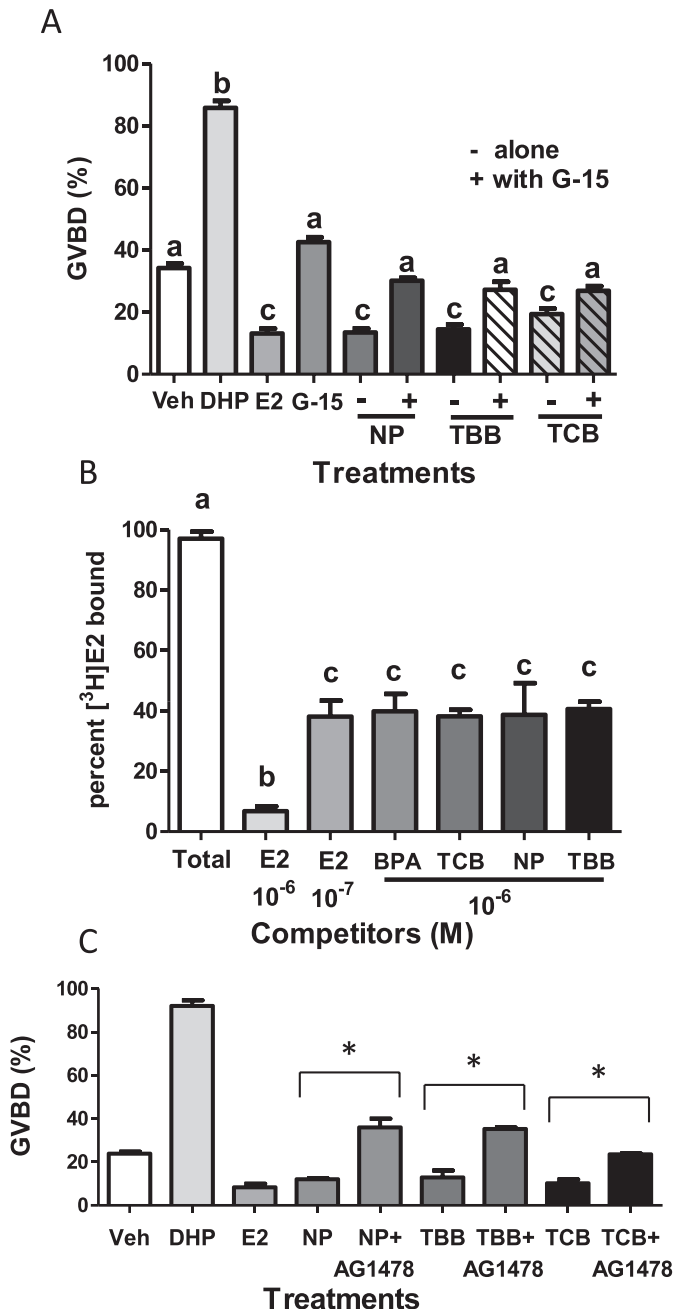 A
GVBD (%)
100
80
60
40
20
0
a
b
c
a
c
a
c
a
c
a
- alone
+ with G-15
Veh DHP E2 G-15 - + - + - +
NP TBB TCB
Treatments
B
percent [³H]E2 bound
100
80
60
40
20
0
a
b
c
c
c
c
c
Total E2 E2 BPA TCB NP TBB
10⁻⁶ 10⁻⁷ 10⁻⁶
Competitors (M)
C
GVBD (%)
100
80
60
40
20
0
* * *
Veh DHP E2 NP NP+ TBB TBB+ TCB TCB+
AG1478 AG1478 AG1478
Treatments